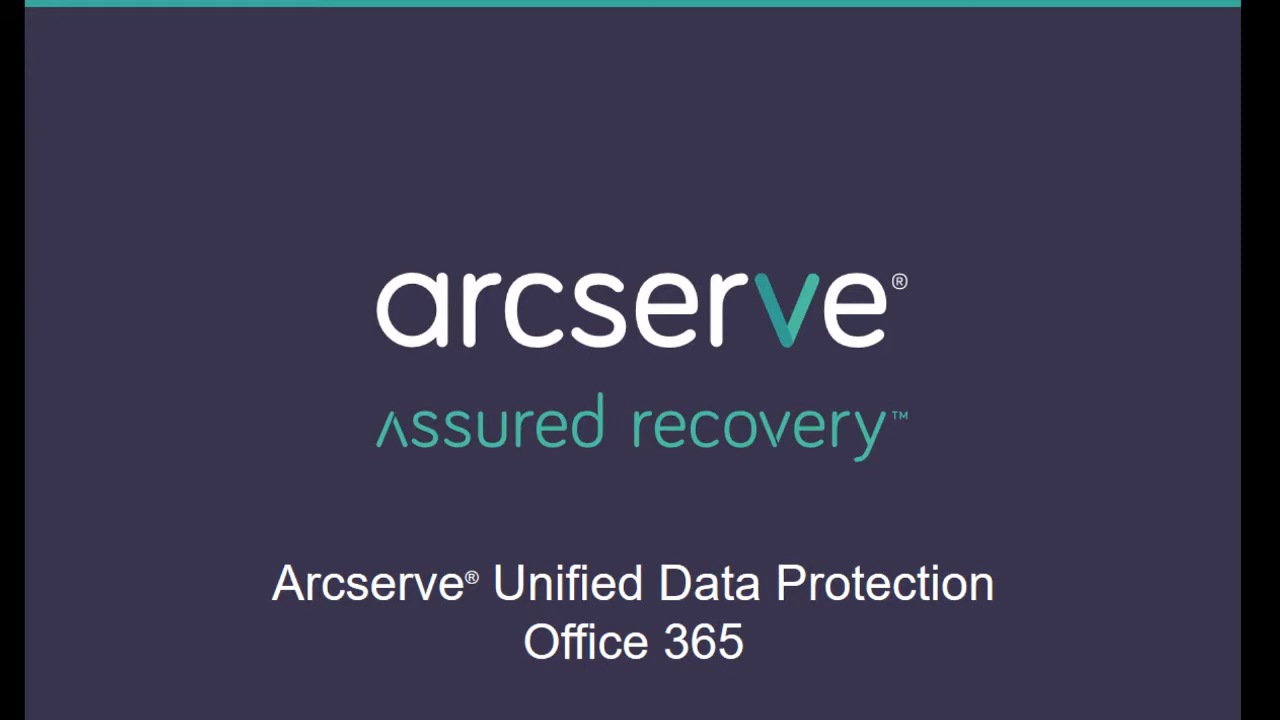 arcserve®
assured recovery™
Arcserve® Unified Data Protection
Office 365